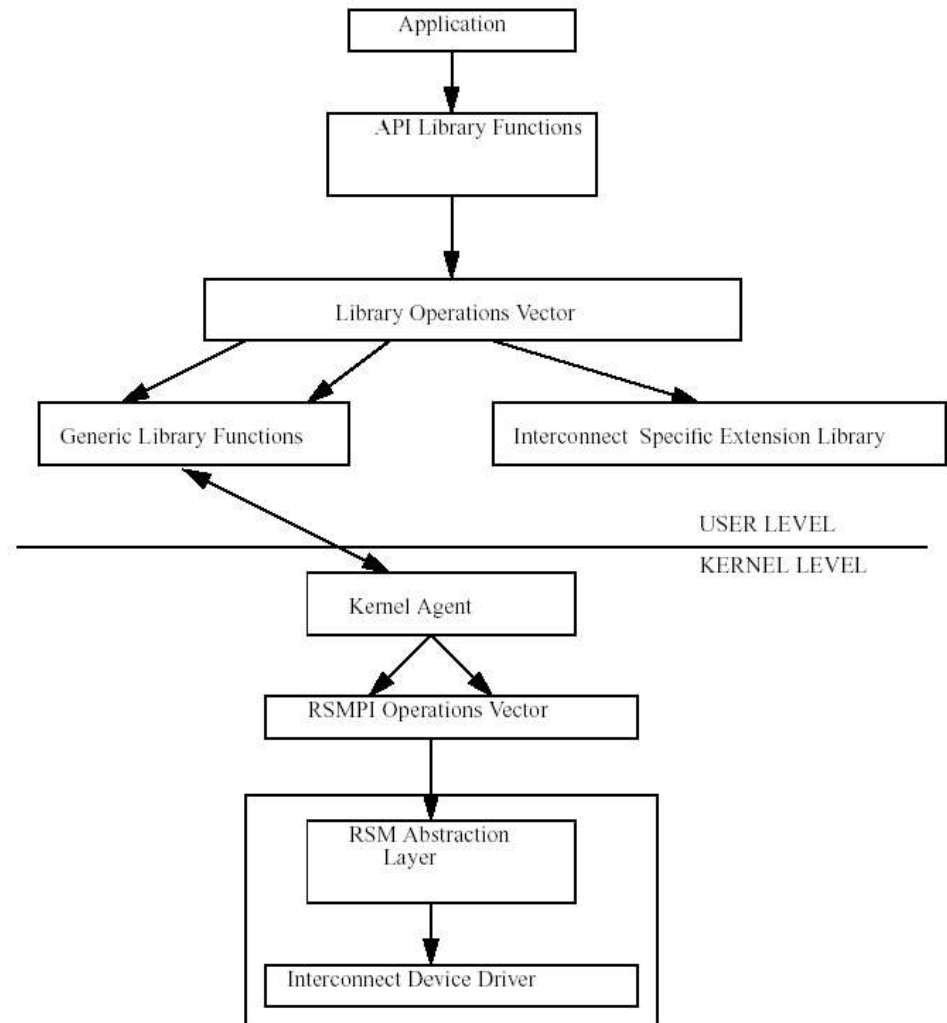 Application
API Library Functions
Library Operations Vector
Generic Library Functions
Interconnect Specific Extension Library
USER LEVEL
KERNEL LEVEL
Kernel Agent
RSMPI Operations Vector
RSM Abstraction
Layer
Interconnect Device Driver